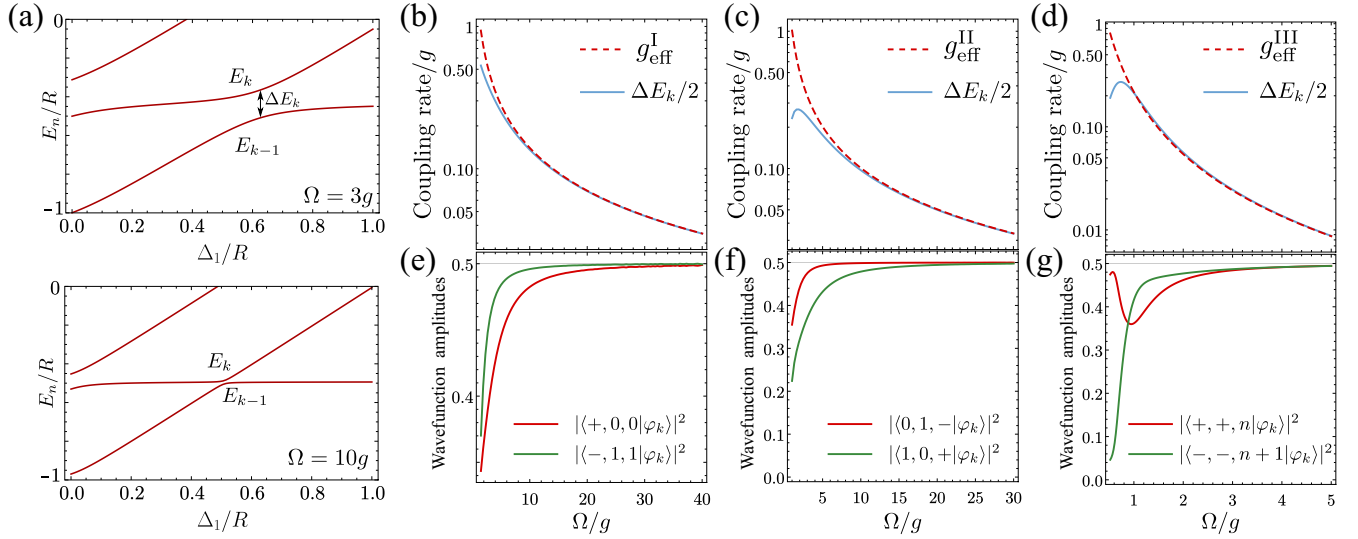 (a)
0
E_n/R
-1
E_k
ΔE_k
E_{k-1}
Ω = 3g
0.0 0.2 0.4 0.6 0.8 1.0
Δ_1/R
0
E_n/R
-1
E_k
E_{k-1}
Ω = 10g
0.0 0.2 0.4 0.6 0.8 1.0
Δ_1/R
(b)
Coupling rate/g
1
0.50
0.10
0.05
g_eff^I
ΔE_k/2
(c)
Coupling rate/g
1
0.50
0.10
0.05
g_eff^II
ΔE_k/2
(d)
Coupling rate/g
1
0.50
0.10
0.05
0.01
g_eff^III
ΔE_k/2
(e)
Wavefunction amplitudes
0.5
0.4
|⟨+, 0, 0|φ_k⟩|^2
|⟨-, 1, 1|φ_k⟩|^2
10 20 30 40
Ω/g
(f)
Wavefunction amplitudes
0.5
0.4
0.3
0.2
0.1
0.0
|⟨0, 1, -|φ_k⟩|^2
|⟨1, 0, +|φ_k⟩|^2
5 10 15 20 25 30
Ω/g
(g)
Wavefunction amplitudes
0.5
0.4
0.3
0.2
0.1
0.0
|⟨+, +, n|φ_k⟩|^2
|⟨-, -, n + 1|φ_k⟩|^2
1 2 3 4 5
Ω/g